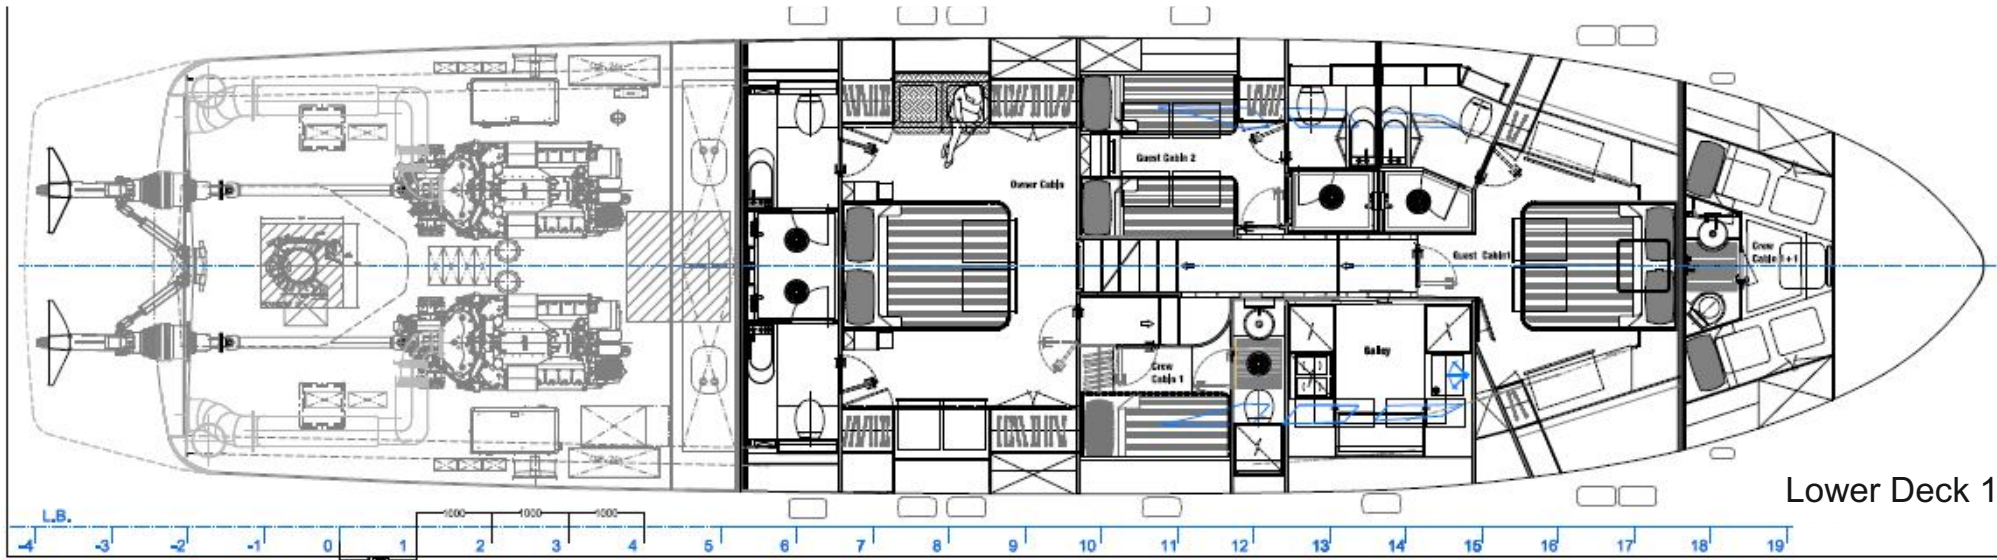 Guest Cabin 2
Owner Cabin
Crew
Cabin 1+1
Guest Cabin1
Galley
Crew
Cabin 1
Lower Deck 1
L.B.
1000 1000 1000
-4 -3 -2 -1 0 1 2 3 4 5 6 7 8 9 10 11 12 13 14 15 16 17 18 19